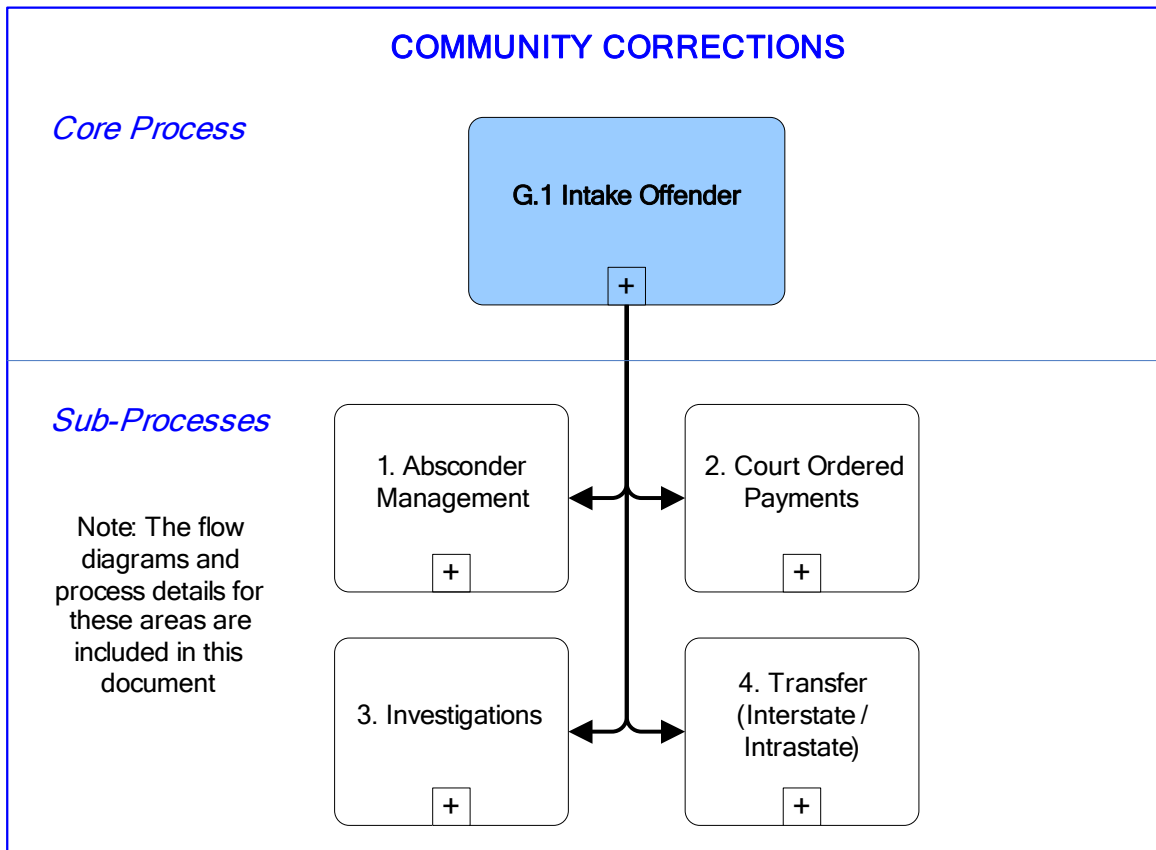 COMMUNITY CORRECTIONS
Core Process
G.1 Intake Offender
+
Sub-Processes
Note: The flow
diagrams and
process details for
these areas are
included in this
document
1. Absconder
Management
+
2. Court Ordered
Payments
+
3. Investigations
+
4. Transfer
(Interstate /
Intrastate)
+